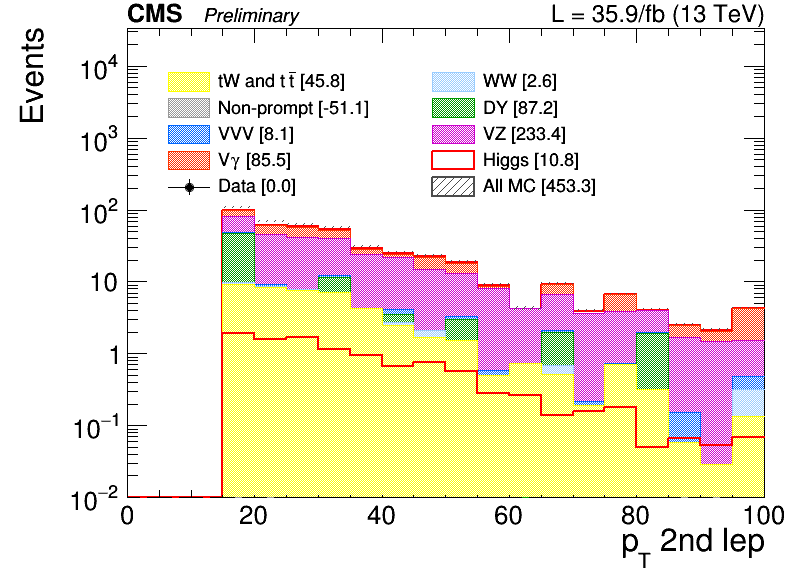 CMS Preliminary L = 35.9/fb (13 TeV)
Events
tW and t t̄ [45.8]
WW [2.6]
Non-prompt [-51.1]
DY [87.2]
VVV [8.1]
VZ [233.4]
Vγ [85.5]
Higgs [10.8]
Data [0.0]
All MC [453.3]
10⁴
10³
10²
10
1
10⁻¹
10⁻²
0 20 40 60 80 100
p_T 2nd lep